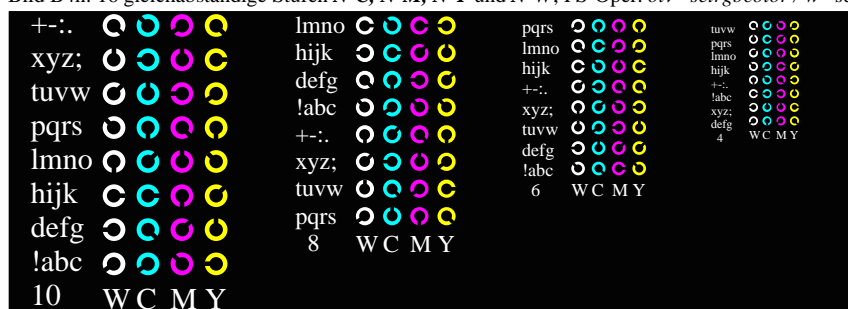 +-:.
xyz;
tuvw
pqrs
lmno
hijk
defg
!abc
10 W C M Y
lmno
hijk
defg
!abc
+-:.
xyz;
tuvw
pqrs
8 W C M Y
pqrs
lmno
hijk
+-:.
xyz;
tuvw
defg
!abc
6 W C M Y
tuvw
pqrs
lmno
hijk
+-:.
!abc
xyz;
defg
4 W C M Y